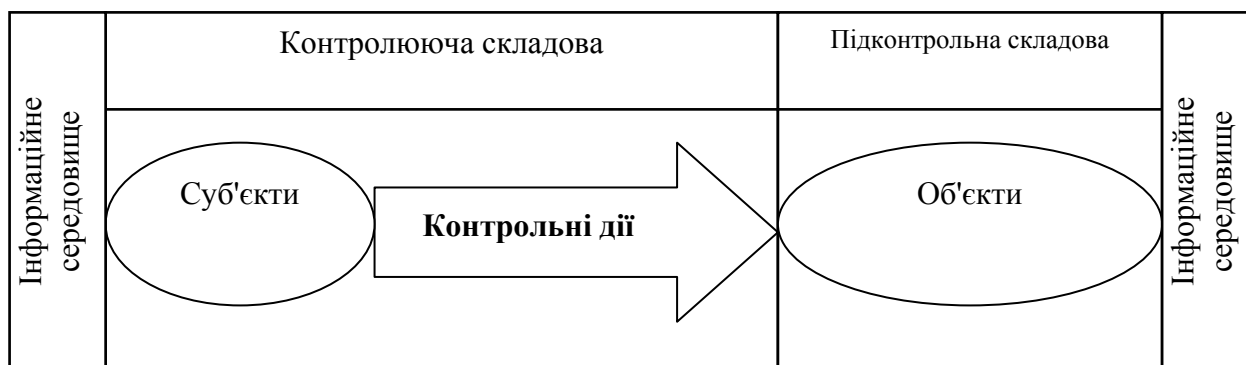 Інформаційне
середовище
Контролююча складова
Підконтрольна складова
Суб'єкти
Контрольні дії
Об'єкти
Інформаційне
середовище